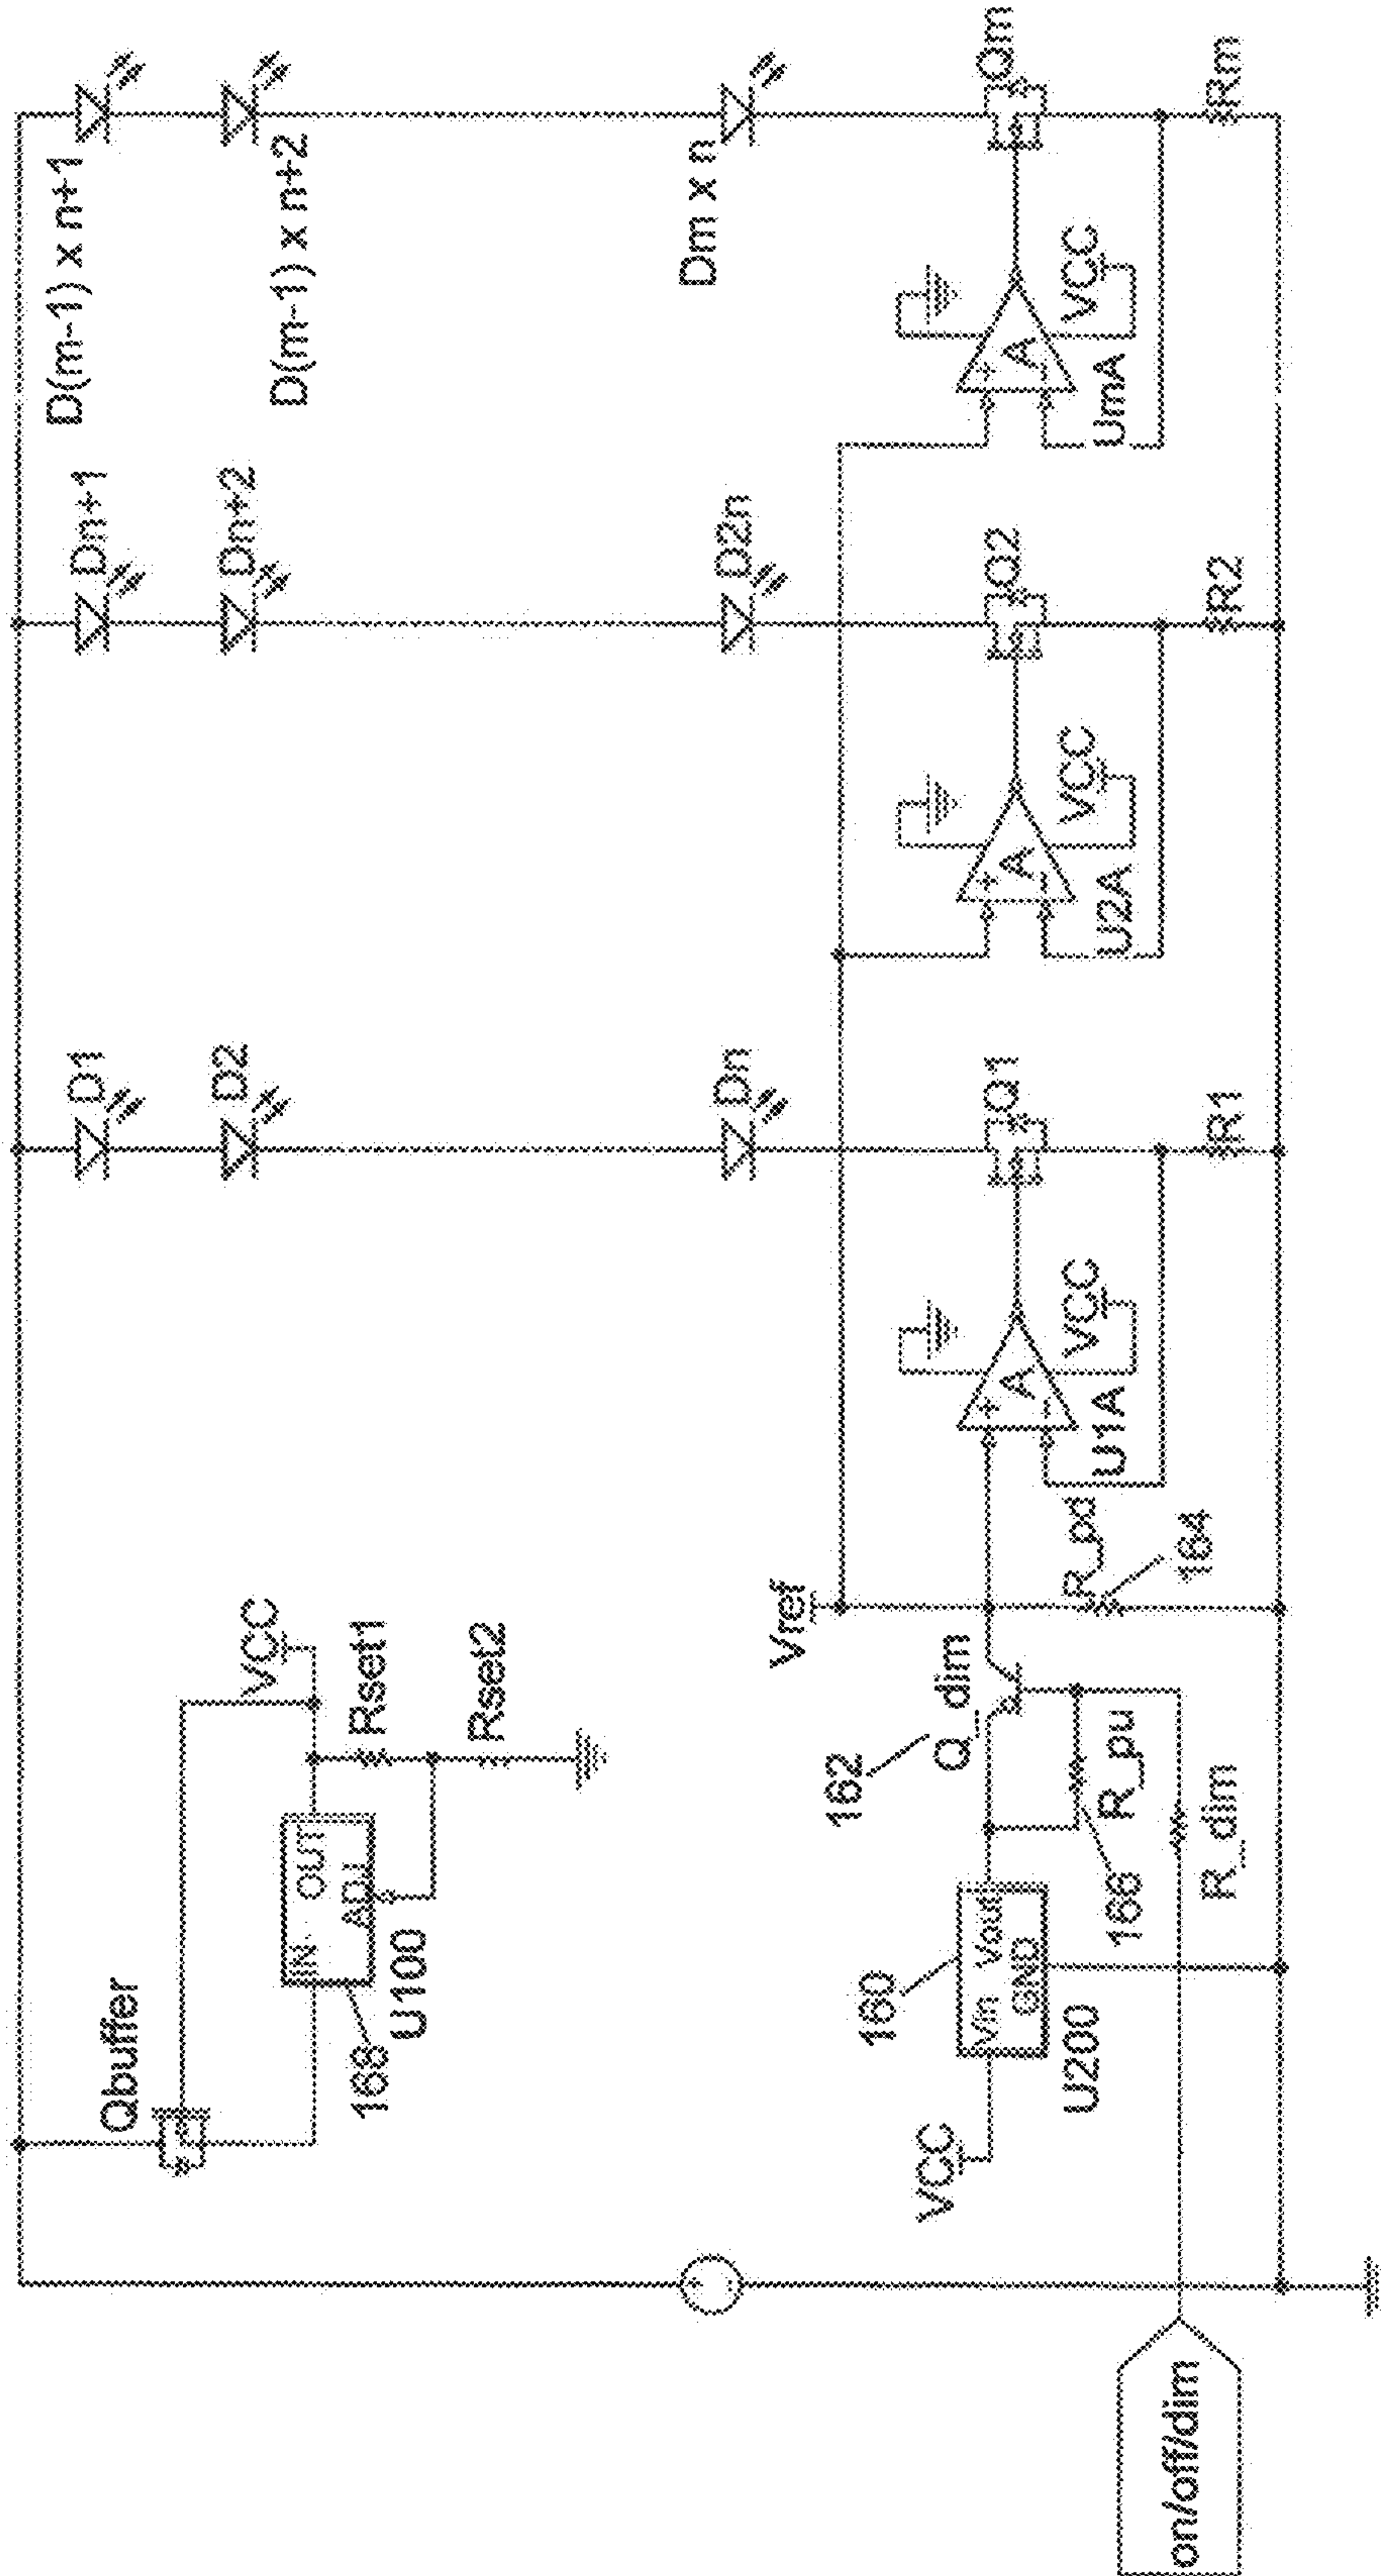 Qbuffer
VCC
IN OUT
ADJ
168
U100
Rset1
Rset2
D1
D2
Dn
Dn+1
Dn+2
D2n
D(m-1) x n+1
D(m-1) x n+2
Dm x n
VCC
160
Vin Vout
GND
U200
162
Q_dim
Vref
166
R_pu
R_dim
R_pd
164
on/off/dim
+
-
A
U1A
VCC
Q1
R1
+
-
A
U2A
VCC
Q2
R2
+
-
A
UmA
VCC
Qm
Rm